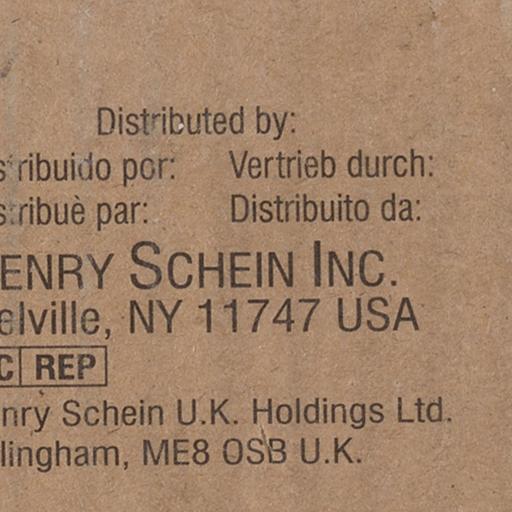 Distributed by:
stribuido por: Vertrieb durch:
stribuè par: Distribuito da:
ENRY SCHEIN INC.
elville, NY 11747 USA
C REP
nry Schein U.K. Holdings Ltd.
lingham, ME8 OSB U.K.